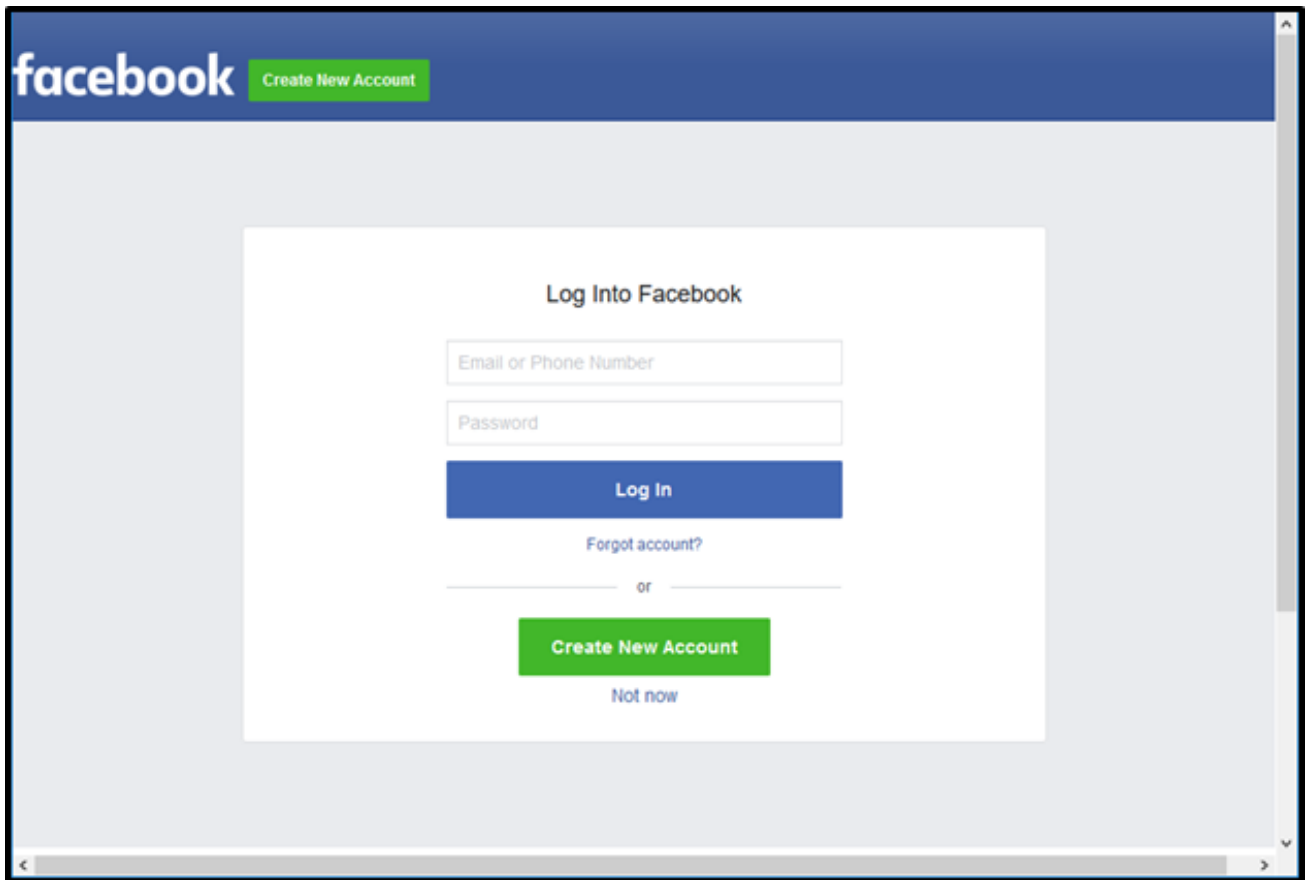 facebook Create New Account
Log Into Facebook
Email or Phone Number
Password
Log In
Forgot account?
or
Create New Account
Not now